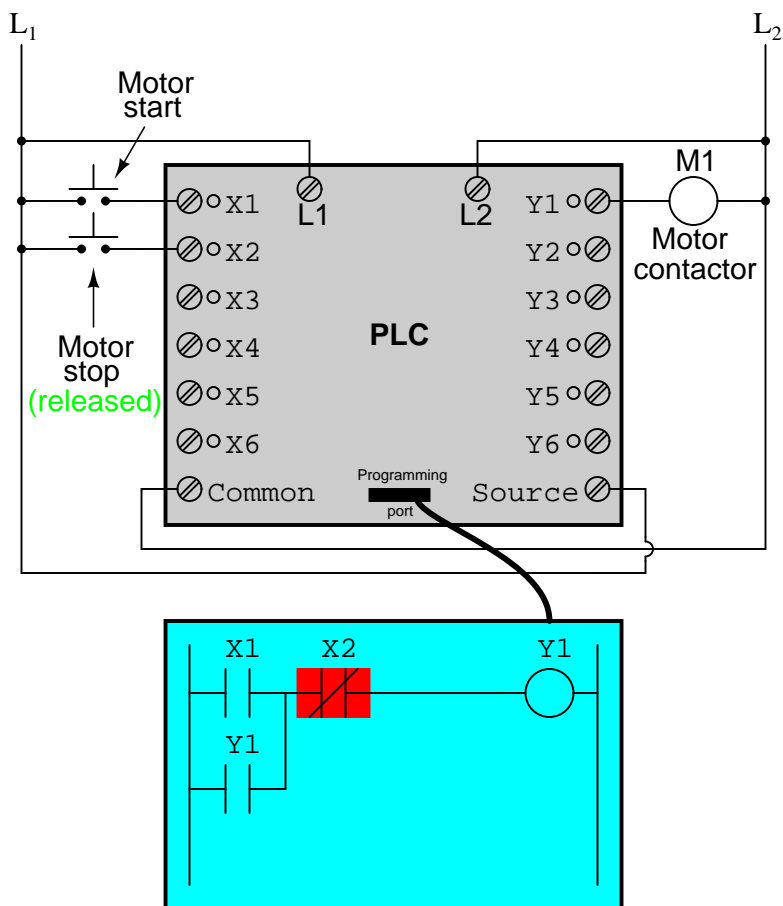 L1 L2
Motor
start
M1
X1 L1 L2 Y1
Motor
contactor
X2 Y2
X3 Y3
Motor
stop
(released)
X4 PLC Y4
X5 Y5
X6 Y6
Common Programming
port Source
X1 X2 Y1
Y1